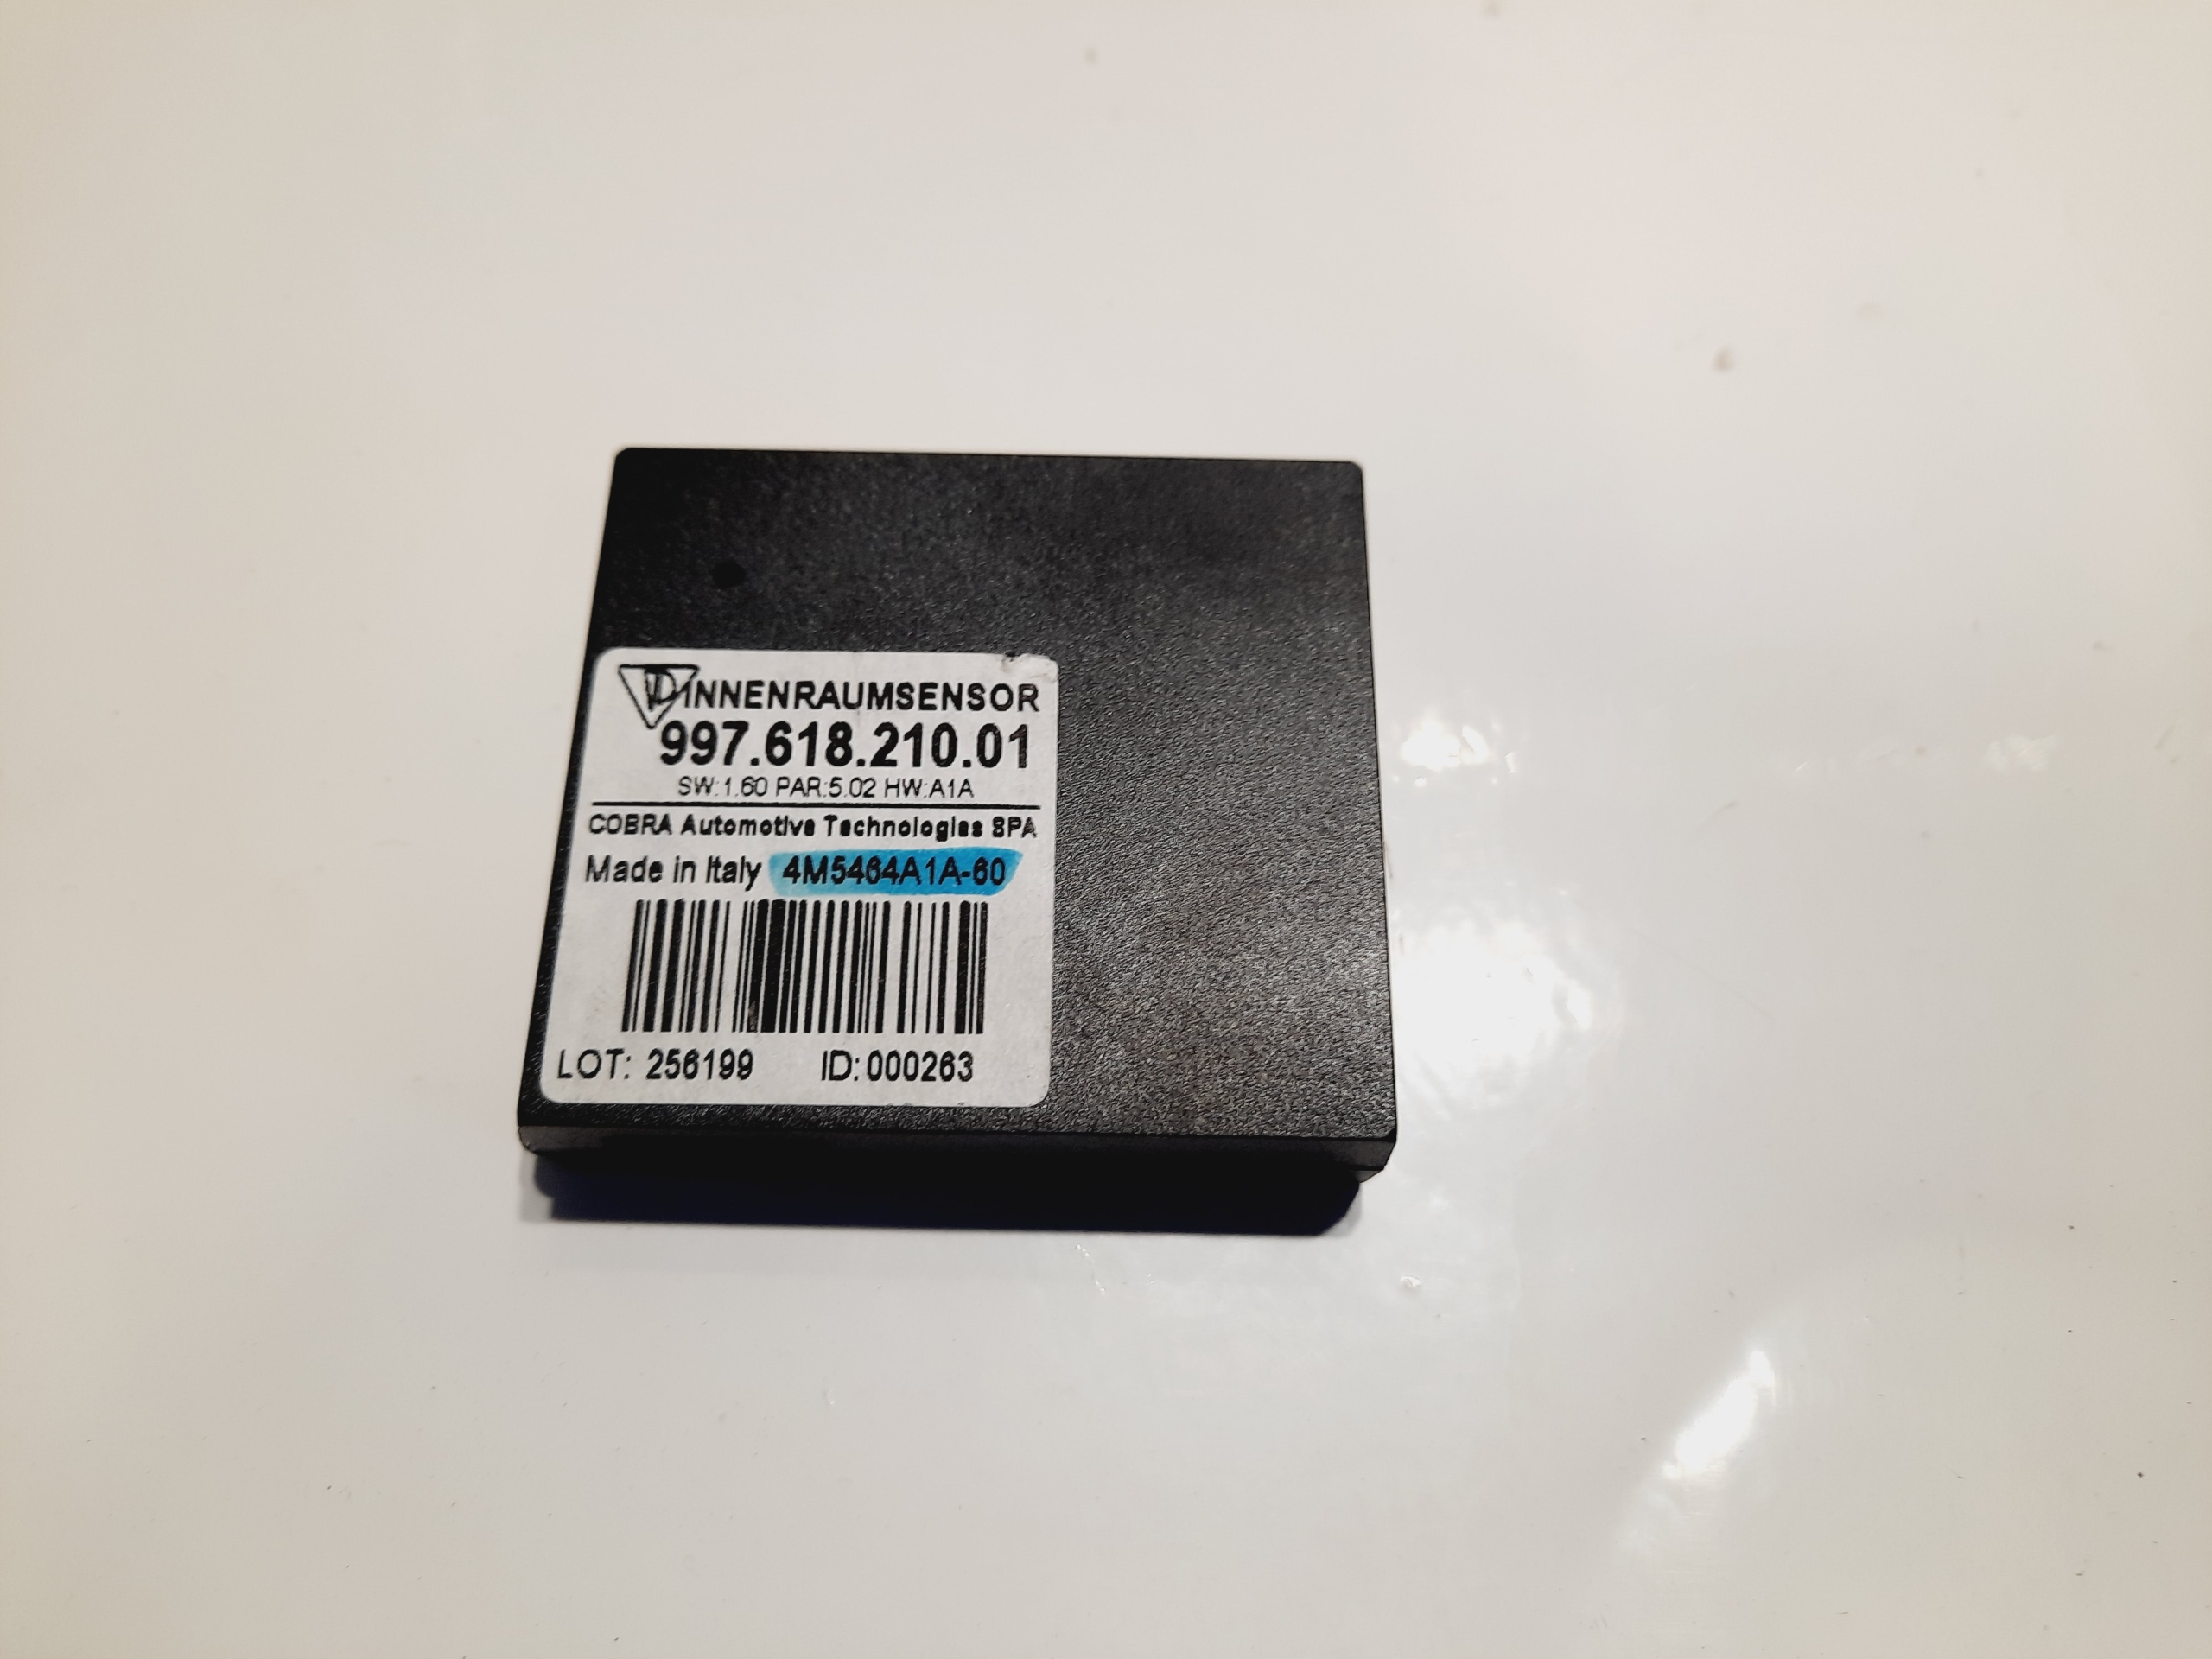 INNENRAUMSENSOR
997.618.210.01
SW:1.60 PAR:5.02 HW:A1A
COBRA Automotive Technologies SPA
Made in Italy 4M5464A1A-60
LOT: 256199 ID:000263